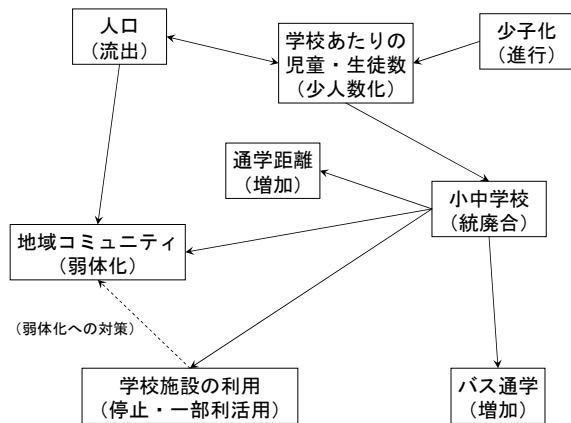 人口
（流出）
学校あたりの
児童・生徒数
（少人数化）
少子化
（進行）
通学距離
（増加）
小中学校
（統廃合）
地域コミュニティ
（弱体化）
（弱体化への対策）
学校施設の利用
（停止・一部利活用）
バス通学
（増加）